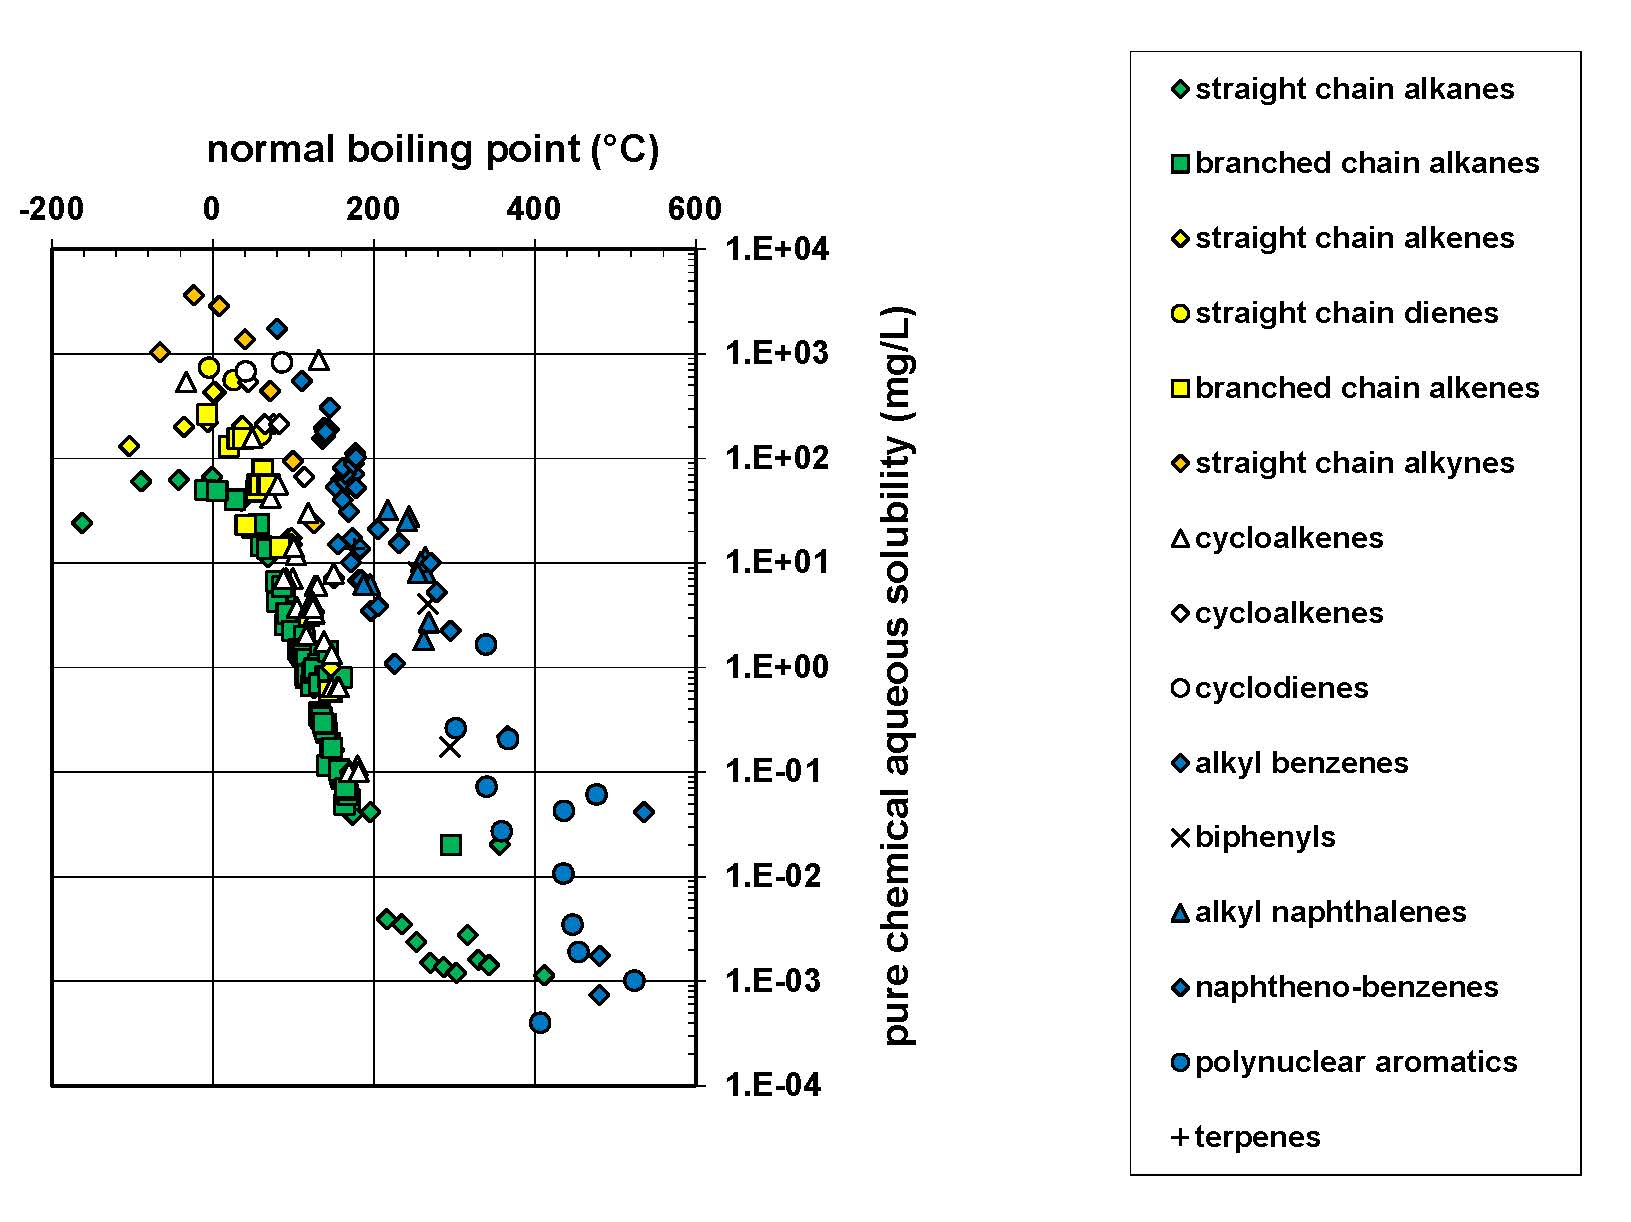 normal boiling point (°C)
-200 0 200 400 600
1.E+04
1.E+03
1.E+02
1.E+01
1.E+00
1.E-01
1.E-02
1.E-03
1.E-04
pure chemical aqueous solubility (mg/L)
straight chain alkanes
branched chain alkanes
straight chain alkenes
straight chain dienes
branched chain alkenes
straight chain alkynes
cycloalkenes
cycloalkenes
cyclodienes
alkyl benzenes
biphenyls
alkyl naphthalenes
naphtheno-benzenes
polynuclear aromatics
terpenes